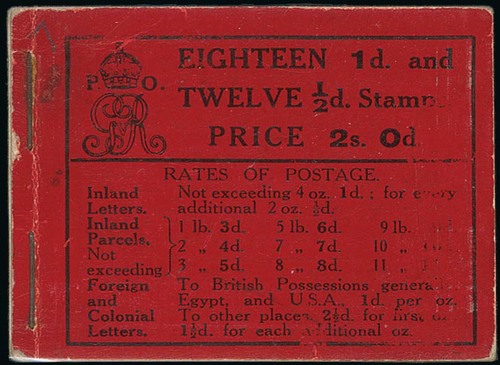 P. O.
EIGHTEEN 1d. and
TWELVE ½d.
PRICE 2s. 0d
RATES OF POSTAGE.
Inland Letters. Not exceeding 4 oz. 1d.; for every
additional 2 oz. ½d.
Inland Parcels. Not exceeding 1 lb. 3d. 5 lb. 6d. 9 lb.
2 „ 4d. 7 „ 7d. 10 „
3 „ 5d. 8 „ 8d. 11 „
Foreign and Colonial Letters. To British Possessions
Egypt, and U.S.A., 1d. per oz.
To other places, 2½d. for first
1½d. for each additional oz.